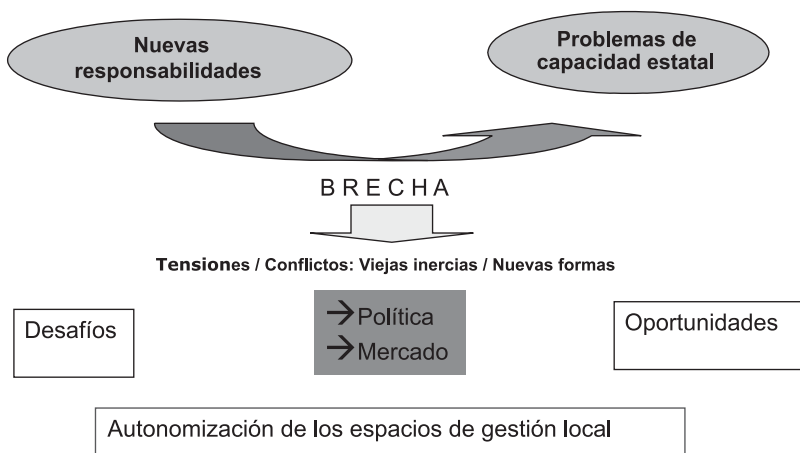 Nuevas
responsabilidades
Problemas de
capacidad estatal
B R E C H A
Tensiones / Conflictos: Viejas inercias / Nuevas formas
Desafíos
→Política
→Mercado
Oportunidades
Autonomización de los espacios de gestión local